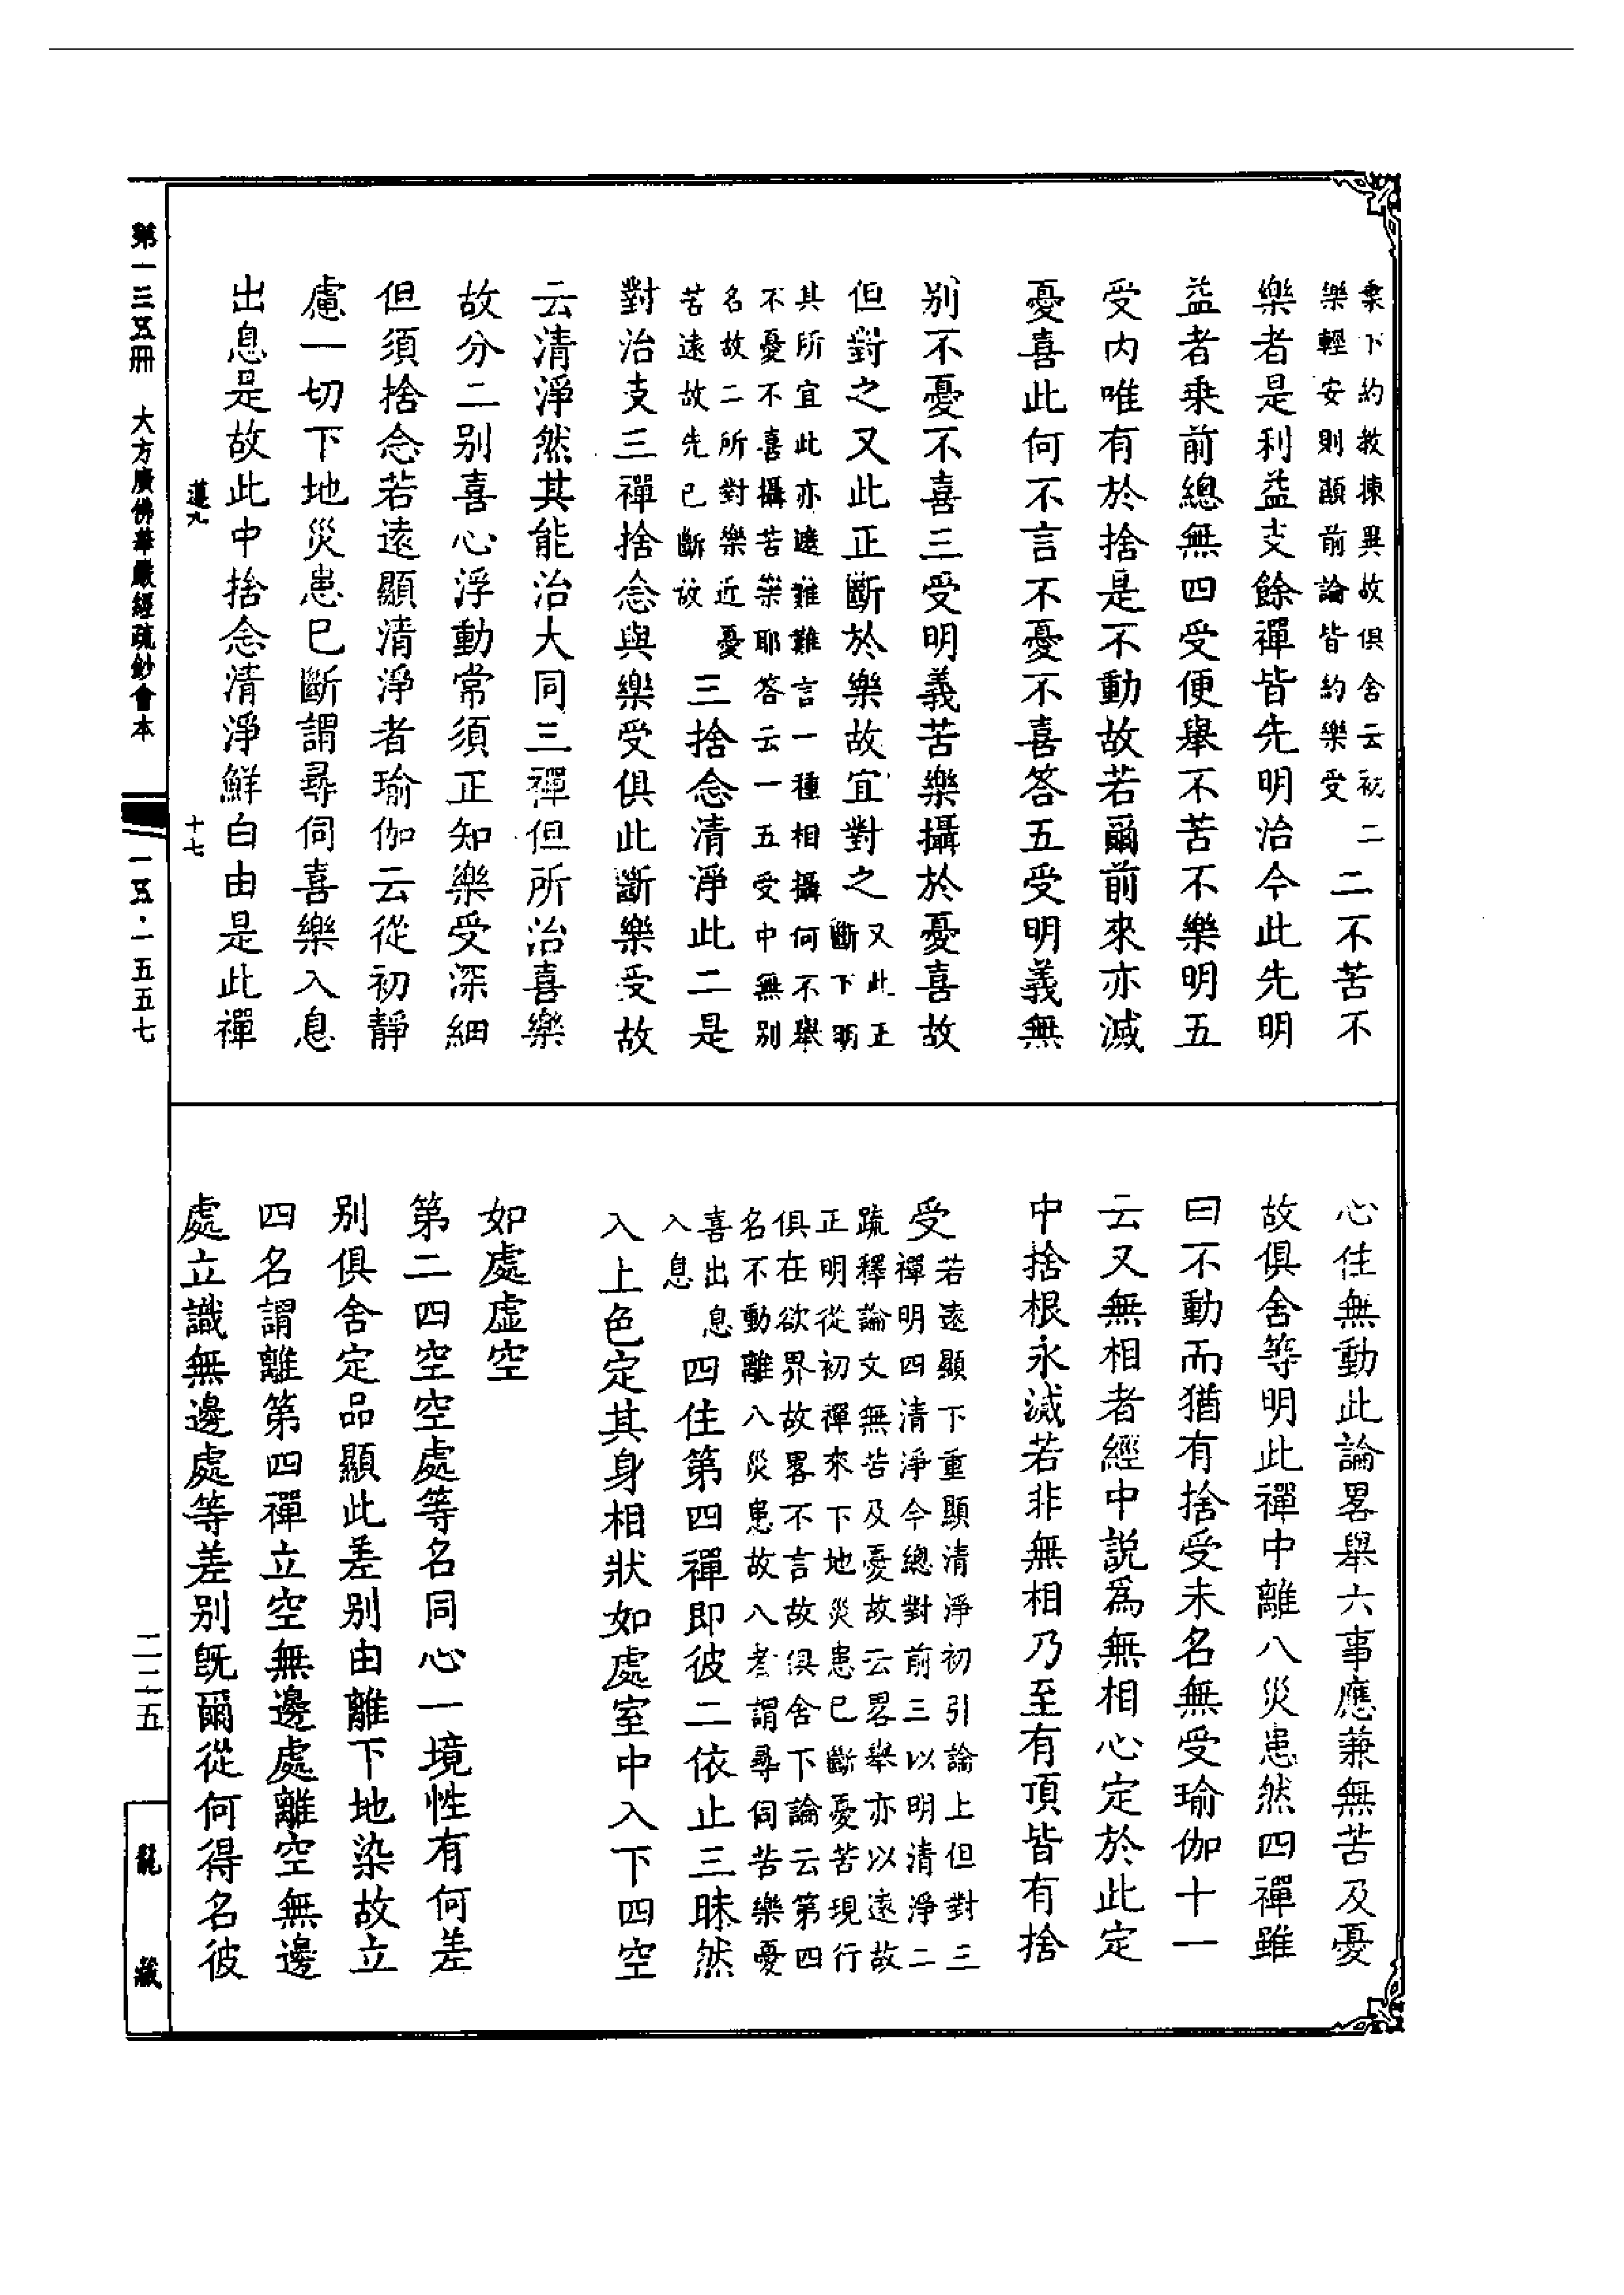 乗下約教揀異故俱舍云初二
樂輕安則顯前論皆約樂受
二不苦不
樂者是利益支餘禪皆先明治今此先明
益者乗前總無四受便舉不苦不樂明五
受内唯有於捨是不動故若爾前來亦滅
憂喜此何不言不憂不喜答五受明義無
别不憂不喜三受明義苦樂攝於憂喜故
但對之又此正斷於樂故宜對之
又此正
斷下明
其所宜此亦遮難難言一種相攝何不舉
不憂不喜攝苦樂耶答云一五受中無别
名故二所對樂近憂
苦遠故先已斷故
三捨念清淨此二是
對治支三禪捨念與樂受俱此斷樂受故
云清淨然其能治大同三禪但所治喜樂
故分二别喜心浮動常須正知樂受深細
但須捨念若遠顯清淨者瑜伽云從初靜
慮一切下地災患已斷謂尋伺喜樂入息
出息是故此中捨念清淨鮮白由是此禪
心住無動此論畧舉六事應兼無苦及憂
故俱舍等明此禪中離八災患然四禪雖
曰不動而猶有捨受未名無受瑜伽十一
云又無相者經中説爲無相心定於此定
中捨根永滅若非無相乃至有頂皆有捨
受
若遠顯下重顯清淨初引論上但對三
禪明四清淨今總對前三以明清淨二
疏釋論文無苦及憂故云畧舉亦以遠故
正明從初禪來下地災患已斷憂苦現行
俱在欲界故畧不言故俱舍下論云第四
名不動離八災患故八者謂尋伺苦樂憂
喜出息
入息
四住第四禪即彼二依止三昧然
入上色定其身相狀如處室中入下四空
如處虚空
第二四空空處等名同心一境性有何差
别俱舍定品顯此差别由離下地染故立
四名謂離第四禪立空無邊處離空無邊
處立識無邊處等差别旣爾從何得名彼
第一三五冊　大方廣佛華嚴經疏鈔會本
一三五·一五五七
遵九
十七
二二五
龍藏